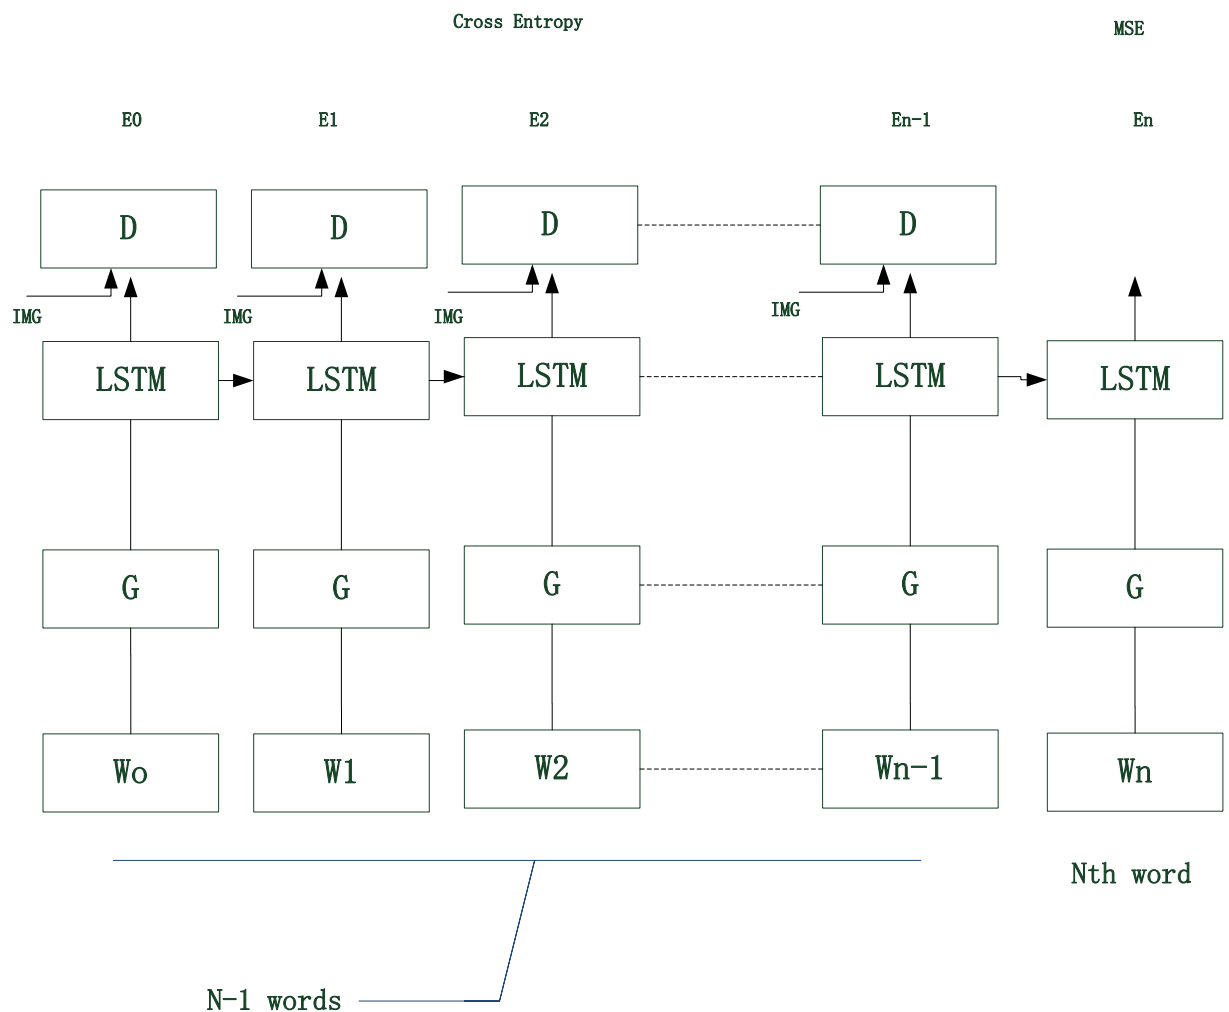 Cross Entropy
MSE
E0 E1 E2 En-1 En
D D D D
IMG IMG IMG IMG
LSTM LSTM LSTM LSTM LSTM
G G G G G
Wo W1 W2 Wn-1 Wn
Nth word
N-1 words